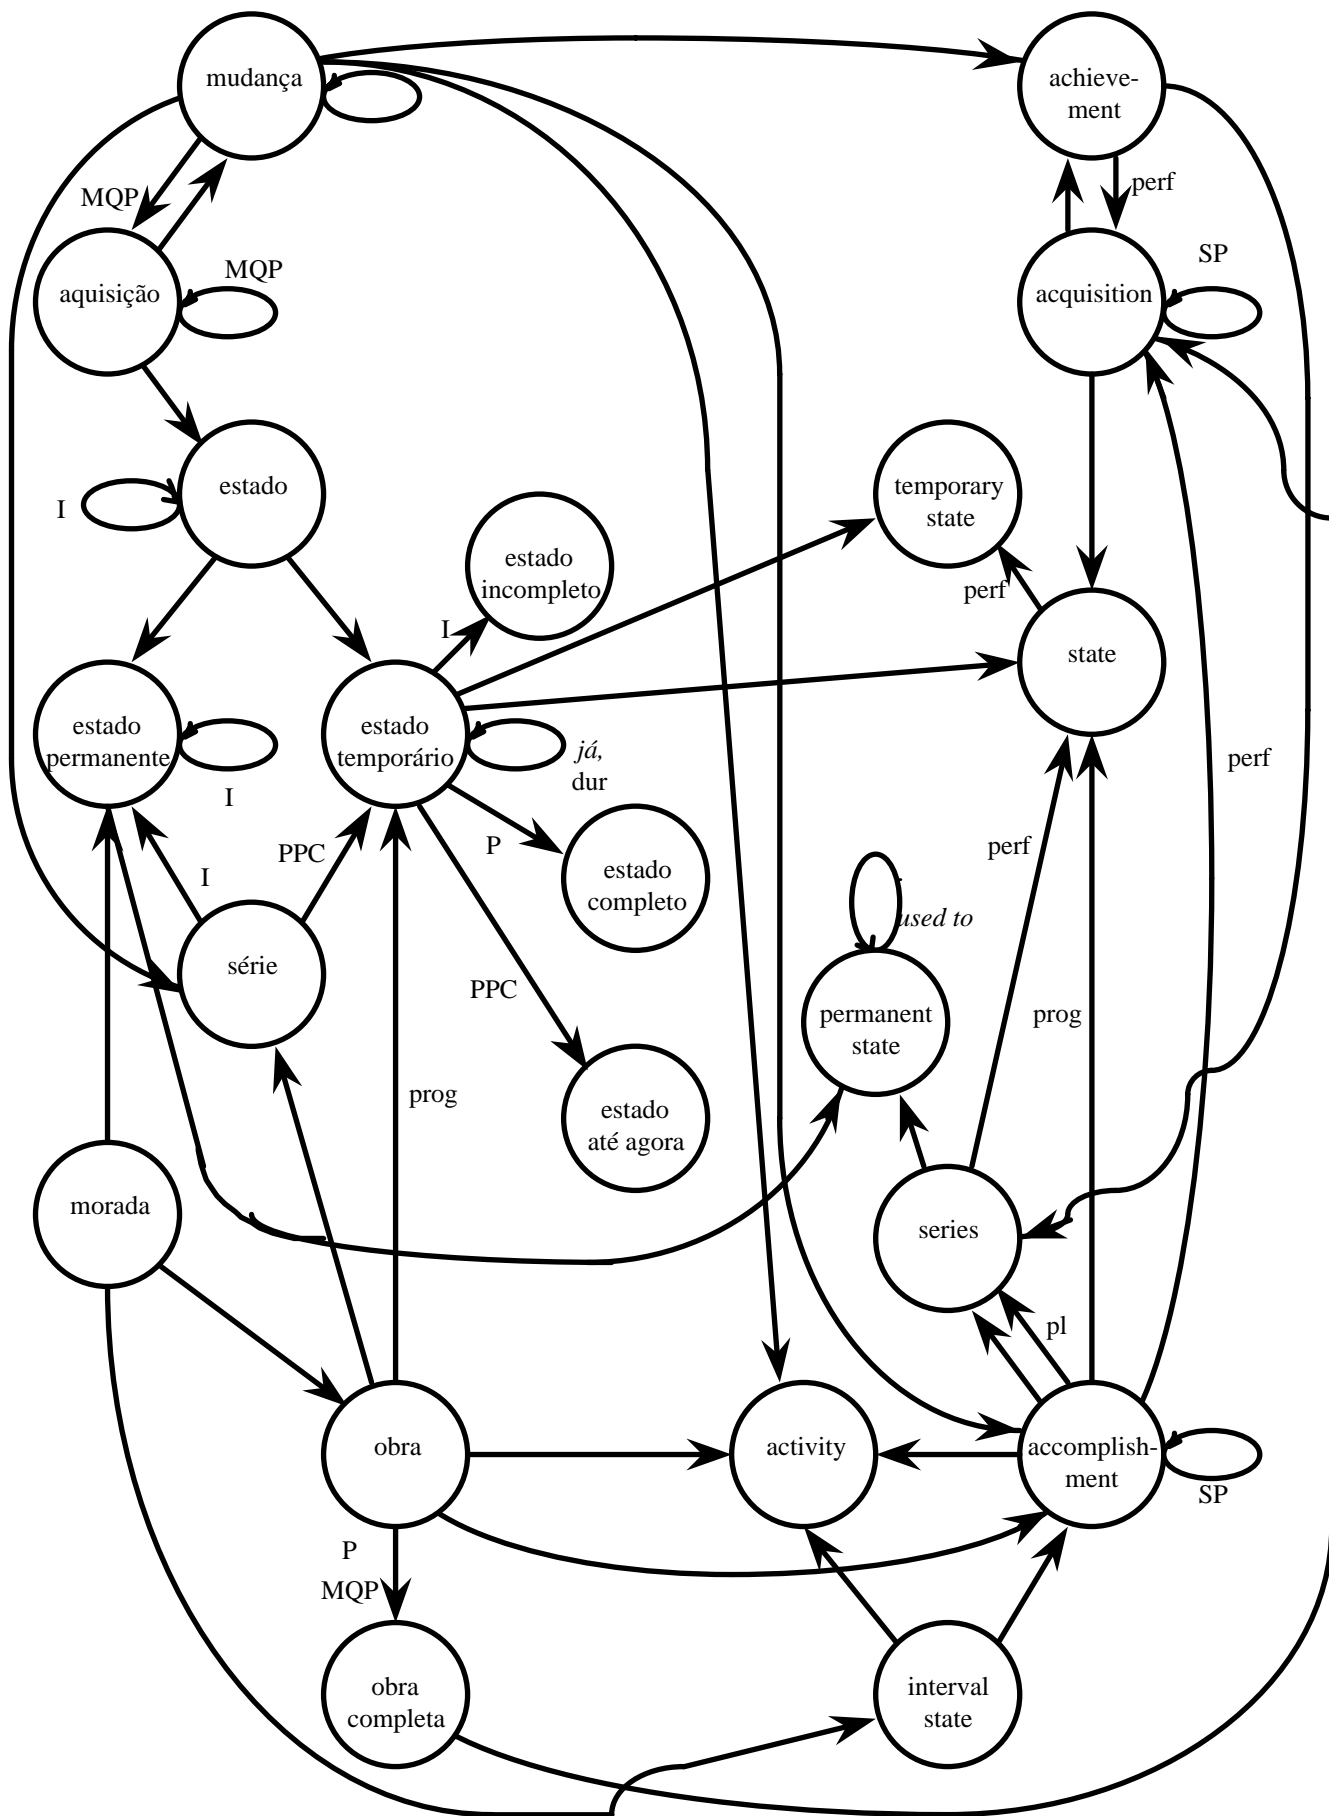 mudança
achieve-
ment
MQP
perf
aquisição
MQP
acquisition
SP
estado
I
temporary
state
estado
incompleto
perf
I
state
estado
permanente
I
estado
temporário
já,
dur
perf
PPC
I
P
estado
completo
perf
used to
série
PPC
permanent
state
prog
prog
estado
até agora
morada
series
pl
obra
activity
accomplish-
ment
SP
P
MQP
obra
completa
interval
state